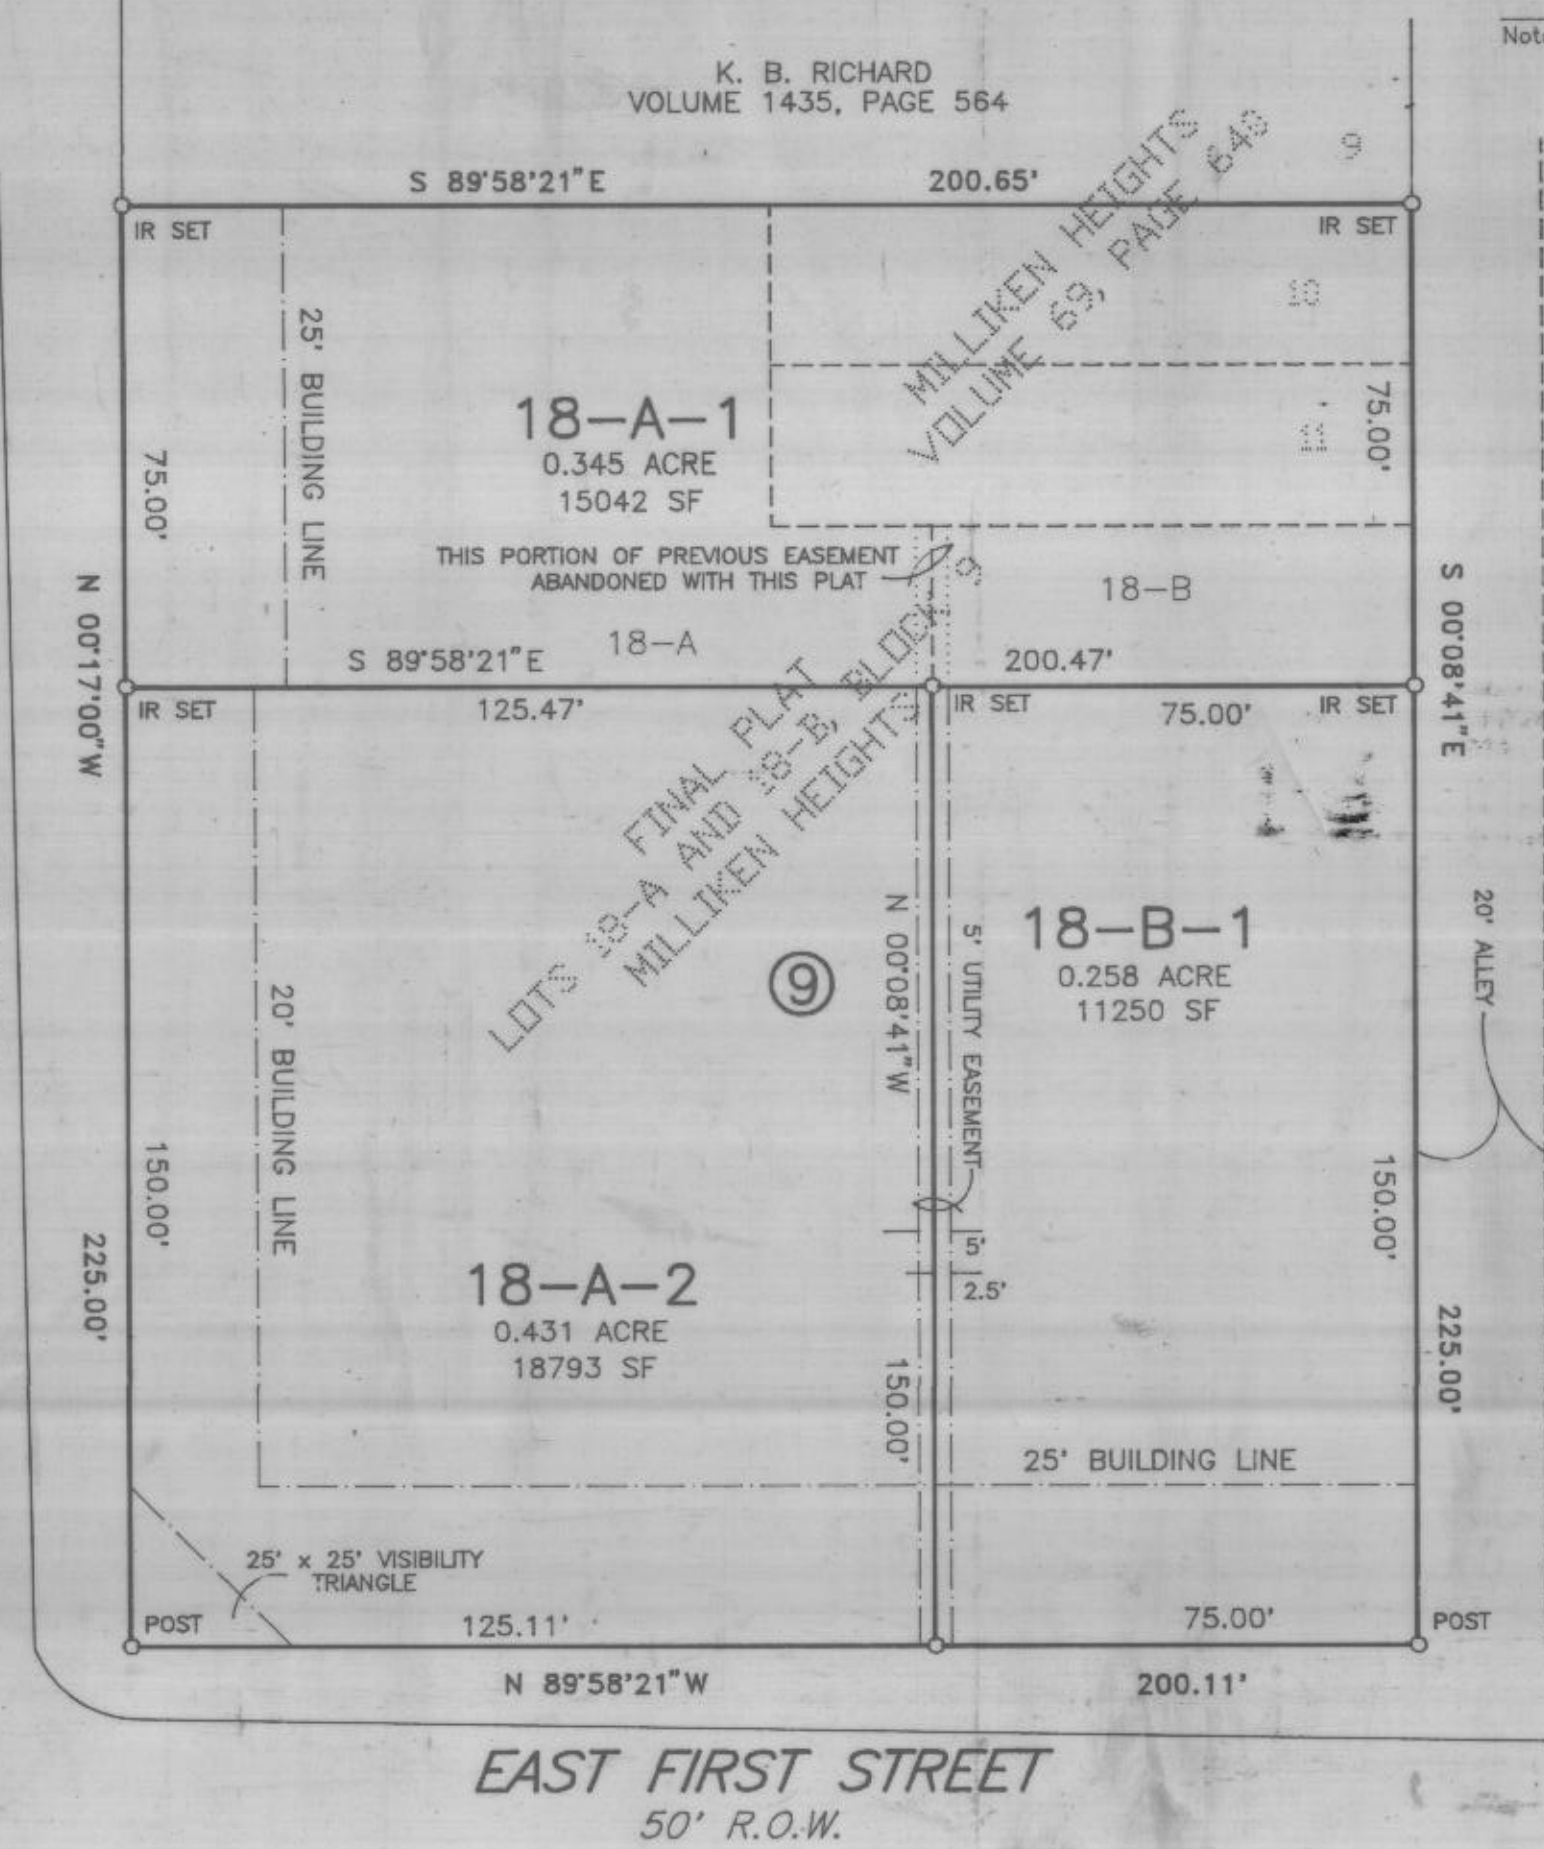 Note
K. B. RICHARD
VOLUME 1435, PAGE 564
S 89°58'21"E
200.65'
MILLIKEN HEIGHTS
VOLUME 69, PAGE 648
9
IR SET
IR SET
10
25' BUILDING LINE
18-A-1
0.345 ACRE
15042 SF
11
75.00'
75.00'
THIS PORTION OF PREVIOUS EASEMENT
ABANDONED WITH THIS PLAT
18-B
18-A
N 00°17'00"W
S 00°08'41"E
S 89°58'21"E
200.47'
IR SET
125.47'
IR SET
75.00'
IR SET
FINAL PLAT
LOTS 18-A AND 18-B, BLOCK 9
MILLIKEN HEIGHTS
9
N 00°08'41"W
5' UTILITY EASEMENT
18-B-1
0.258 ACRE
11250 SF
20' ALLEY
20' BUILDING LINE
150.00'
150.00'
225.00'
5'
2.5'
18-A-2
0.431 ACRE
18793 SF
150.00'
225.00'
25' BUILDING LINE
25' x 25' VISIBILITY
TRIANGLE
POST
125.11'
75.00'
POST
N 89°58'21"W
200.11'
EAST FIRST STREET
50' R.O.W.